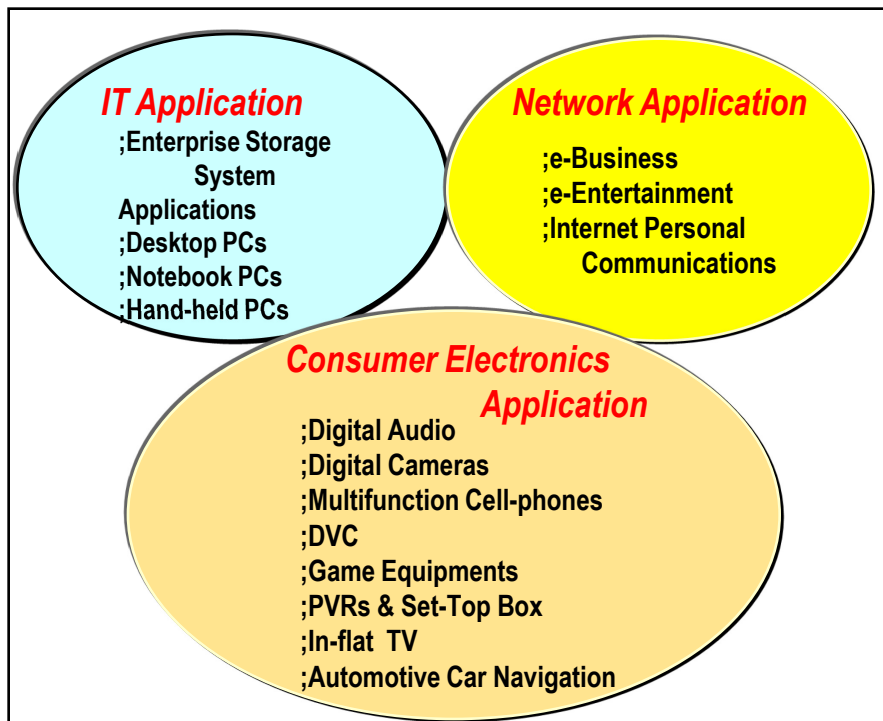 IT Application
;Enterprise Storage
System
Applications
;Desktop PCs
;Notebook PCs
;Hand-held PCs
Network Application
;e-Business
;e-Entertainment
;Internet Personal
Communications
Consumer Electronics
Application
;Digital Audio
;Digital Cameras
;Multifunction Cell-phones
;DVC
;Game Equipments
;PVRs & Set-Top Box
;In-flat TV
;Automotive Car Navigation